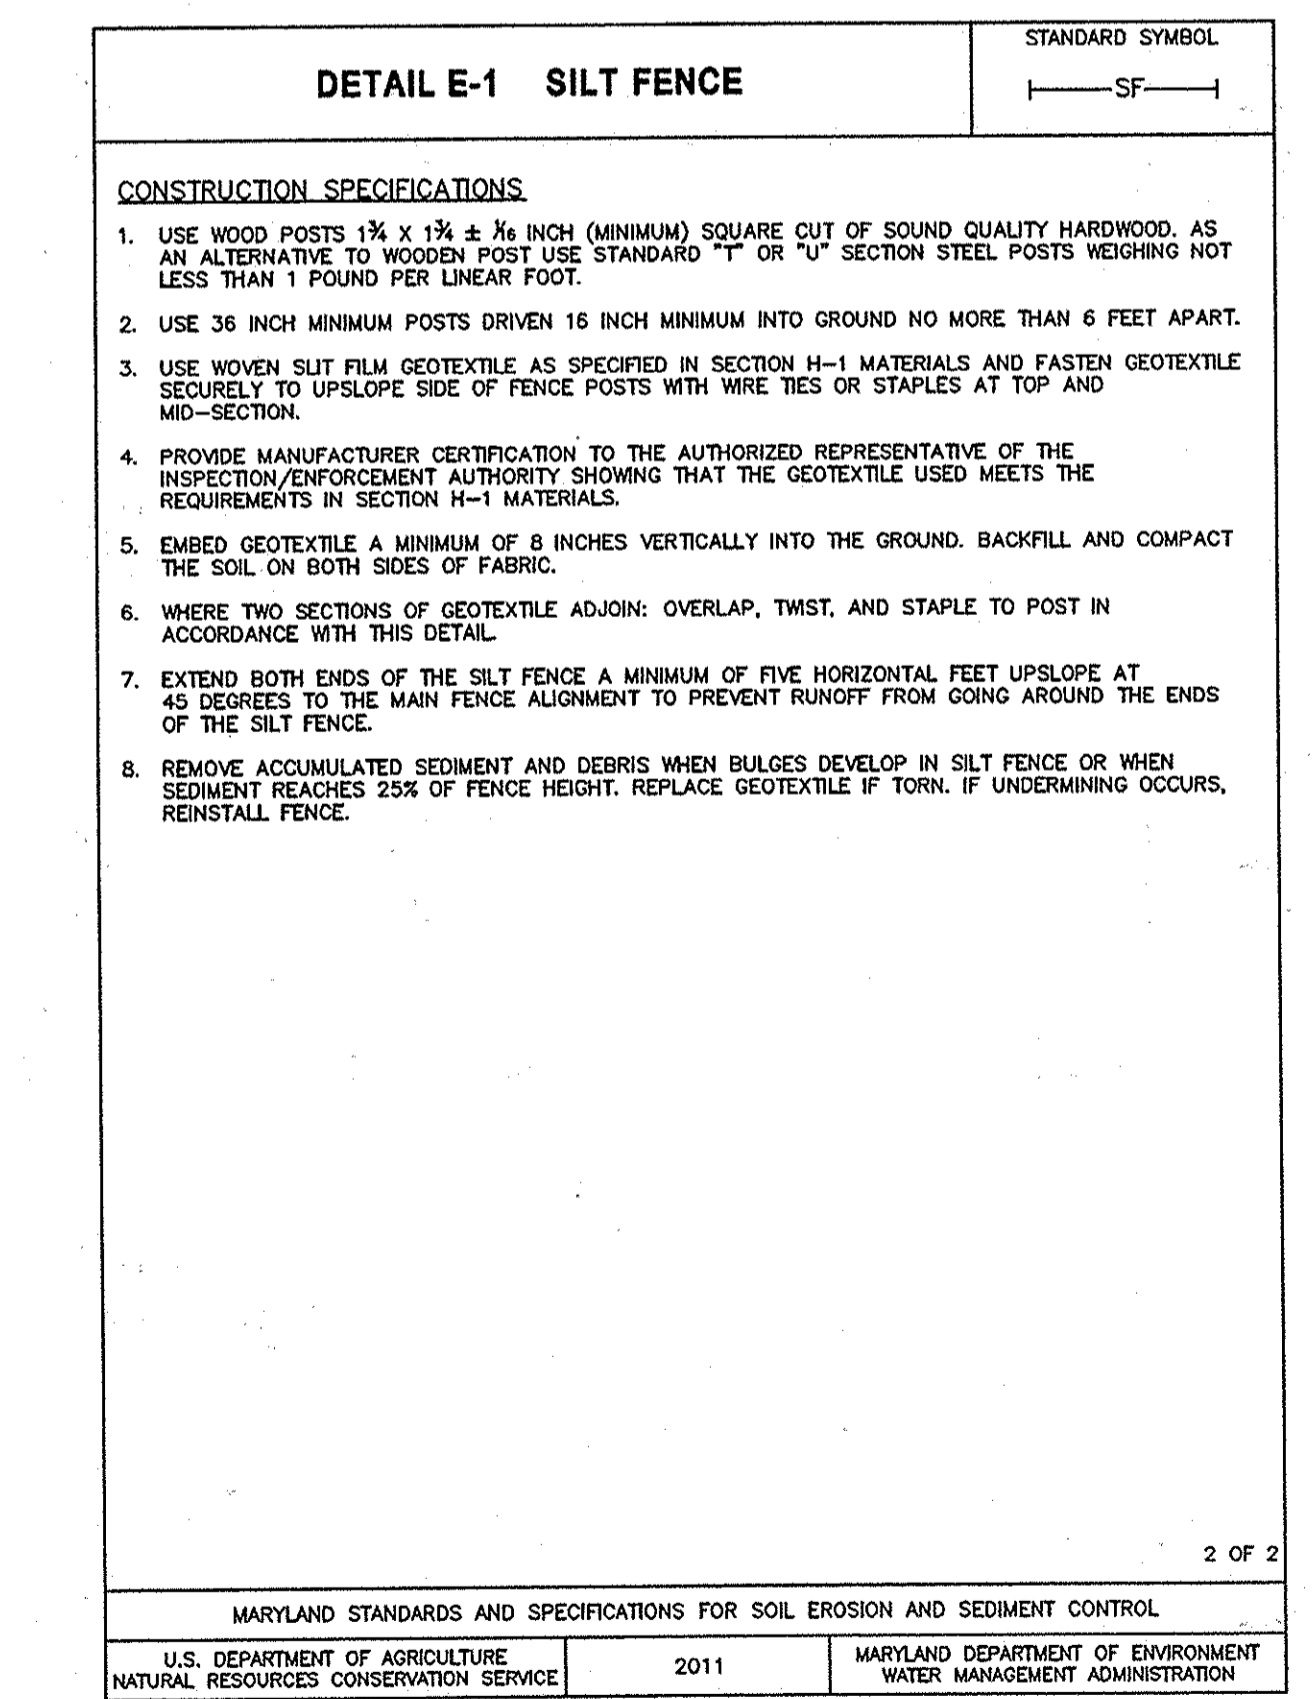 DETAIL E-1 SILT FENCE
STANDARD SYMBOL
SF
CONSTRUCTION SPECIFICATIONS
1. USE WOOD POSTS 1¾ X 1¾ ± 1/16 INCH (MINIMUM) SQUARE CUT OF SOUND QUALITY HARDWOOD. AS
AN ALTERNATIVE TO WOODEN POST USE STANDARD "T" OR "U" SECTION STEEL POSTS WEIGHING NOT
LESS THAN 1 POUND PER LINEAR FOOT.
2. USE 36 INCH MINIMUM POSTS DRIVEN 16 INCH MINIMUM INTO GROUND NO MORE THAN 6 FEET APART.
3. USE WOVEN SLIT FILM GEOTEXTILE AS SPECIFIED IN SECTION H-1 MATERIALS AND FASTEN GEOTEXTILE
SECURELY TO UPSLOPE SIDE OF FENCE POSTS WITH WIRE TIES OR STAPLES AT TOP AND
MID-SECTION.
4. PROVIDE MANUFACTURER CERTIFICATION TO THE AUTHORIZED REPRESENTATIVE OF THE
INSPECTION/ENFORCEMENT AUTHORITY SHOWING THAT THE GEOTEXTILE USED MEETS THE
REQUIREMENTS IN SECTION H-1 MATERIALS.
5. EMBED GEOTEXTILE A MINIMUM OF 8 INCHES VERTICALLY INTO THE GROUND. BACKFILL AND COMPACT
THE SOIL ON BOTH SIDES OF FABRIC.
6. WHERE TWO SECTIONS OF GEOTEXTILE ADJOIN: OVERLAP, TWIST, AND STAPLE TO POST IN
ACCORDANCE WITH THIS DETAIL.
7. EXTEND BOTH ENDS OF THE SILT FENCE A MINIMUM OF FIVE HORIZONTAL FEET UPSLOPE AT
45 DEGREES TO THE MAIN FENCE ALIGNMENT TO PREVENT RUNOFF FROM GOING AROUND THE ENDS
OF THE SILT FENCE.
8. REMOVE ACCUMULATED SEDIMENT AND DEBRIS WHEN BULGES DEVELOP IN SILT FENCE OR WHEN
SEDIMENT REACHES 25% OF FENCE HEIGHT. REPLACE GEOTEXTILE IF TORN. IF UNDERMINING OCCURS,
REINSTALL FENCE.
2 OF 2
MARYLAND STANDARDS AND SPECIFICATIONS FOR SOIL EROSION AND SEDIMENT CONTROL
U.S. DEPARTMENT OF AGRICULTURE
NATURAL RESOURCES CONSERVATION SERVICE
2011
MARYLAND DEPARTMENT OF ENVIRONMENT
WATER MANAGEMENT ADMINISTRATION